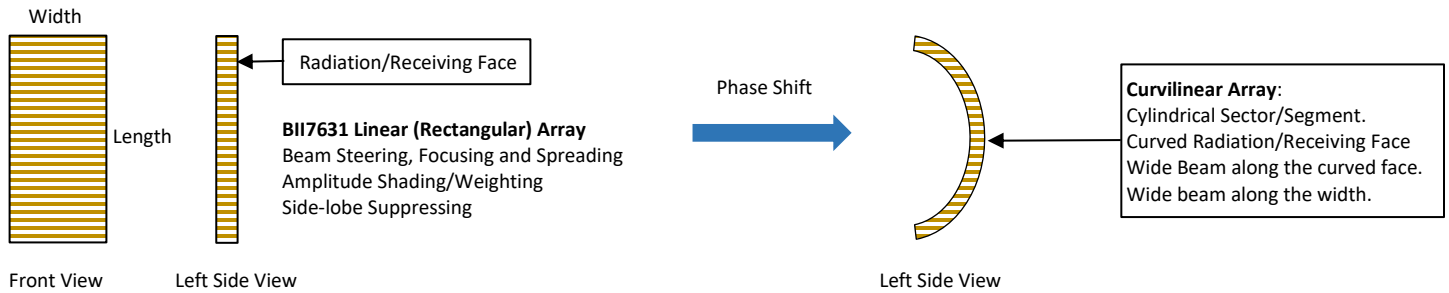 Width
Length
Front View
Left Side View
Radiation/Receiving Face
BII7631 Linear (Rectangular) Array
Beam Steering, Focusing and Spreading
Amplitude Shading/Weighting
Side-lobe Suppressing
Phase Shift
Left Side View
Curvilinear Array:
Cylindrical Sector/Segment.
Curved Radiation/Receiving Face
Wide Beam along the curved face.
Wide beam along the width.